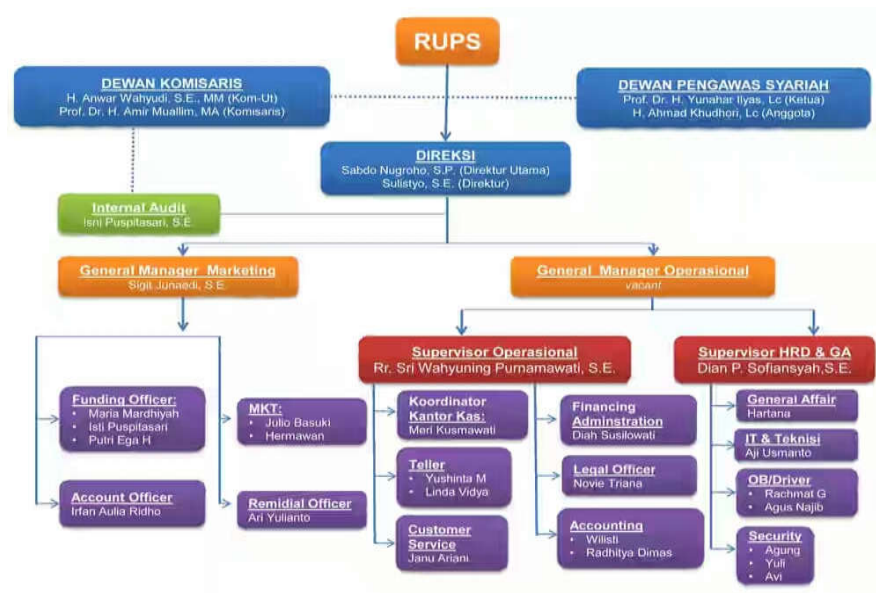 RUPS
DEWAN KOMISARIS
H. Anwar Wahyudi, S.E., MM (Kom-Ut)
Prof. Dr. H. Amir Muallim, MA (Komisaris)
DEWAN PENGAWAS SYARIAH
Prof. Dr. H. Yunahar Ilyas, Lc (Ketua)
H, Ahmad Khudhori, Lc (Anggota)
DIREKSI
Sabdo Nugroho, S.P. (Direktur Utama)
Sulistyo, S.E. (Direktur)
Internal Audit
Isni Puspitasari, S.E.
General Manager Marketing
Sigit Junaedi, S.E.
General Manager Operasional
vacant
Supervisor Operasional
Rr. Sri Wahyuning Purnamawati, S.E.
Supervisor HRD & GA
Dian P. Sofiansyah,S.E.
Funding Officer:
• Maria Mardhiyah
• Isti Puspitasari
• Putri Ega H
Account Officer
Irfan Aulia Ridho
MKT:
• Julio Basuki
• Hermawan
Remidial Officer
Ari Yulianto
Koordinator
Kantor Kas:
Meri Kusmawati
Teller
• Yushinta M
• Linda Vidya
Customer
Service
Janu Ariani.
Financing
Adminstration
Diah Susilowati
Legal Officer
Novie Triana
Accounting
• Wilisti
• Radhitya Dimas
General Affair
Hartana
IT & Teknisi
Aji Usmanto
OB/Driver
• Rachmat G
• Agus Najib
Security
• Agung
• Yuli
• Avi